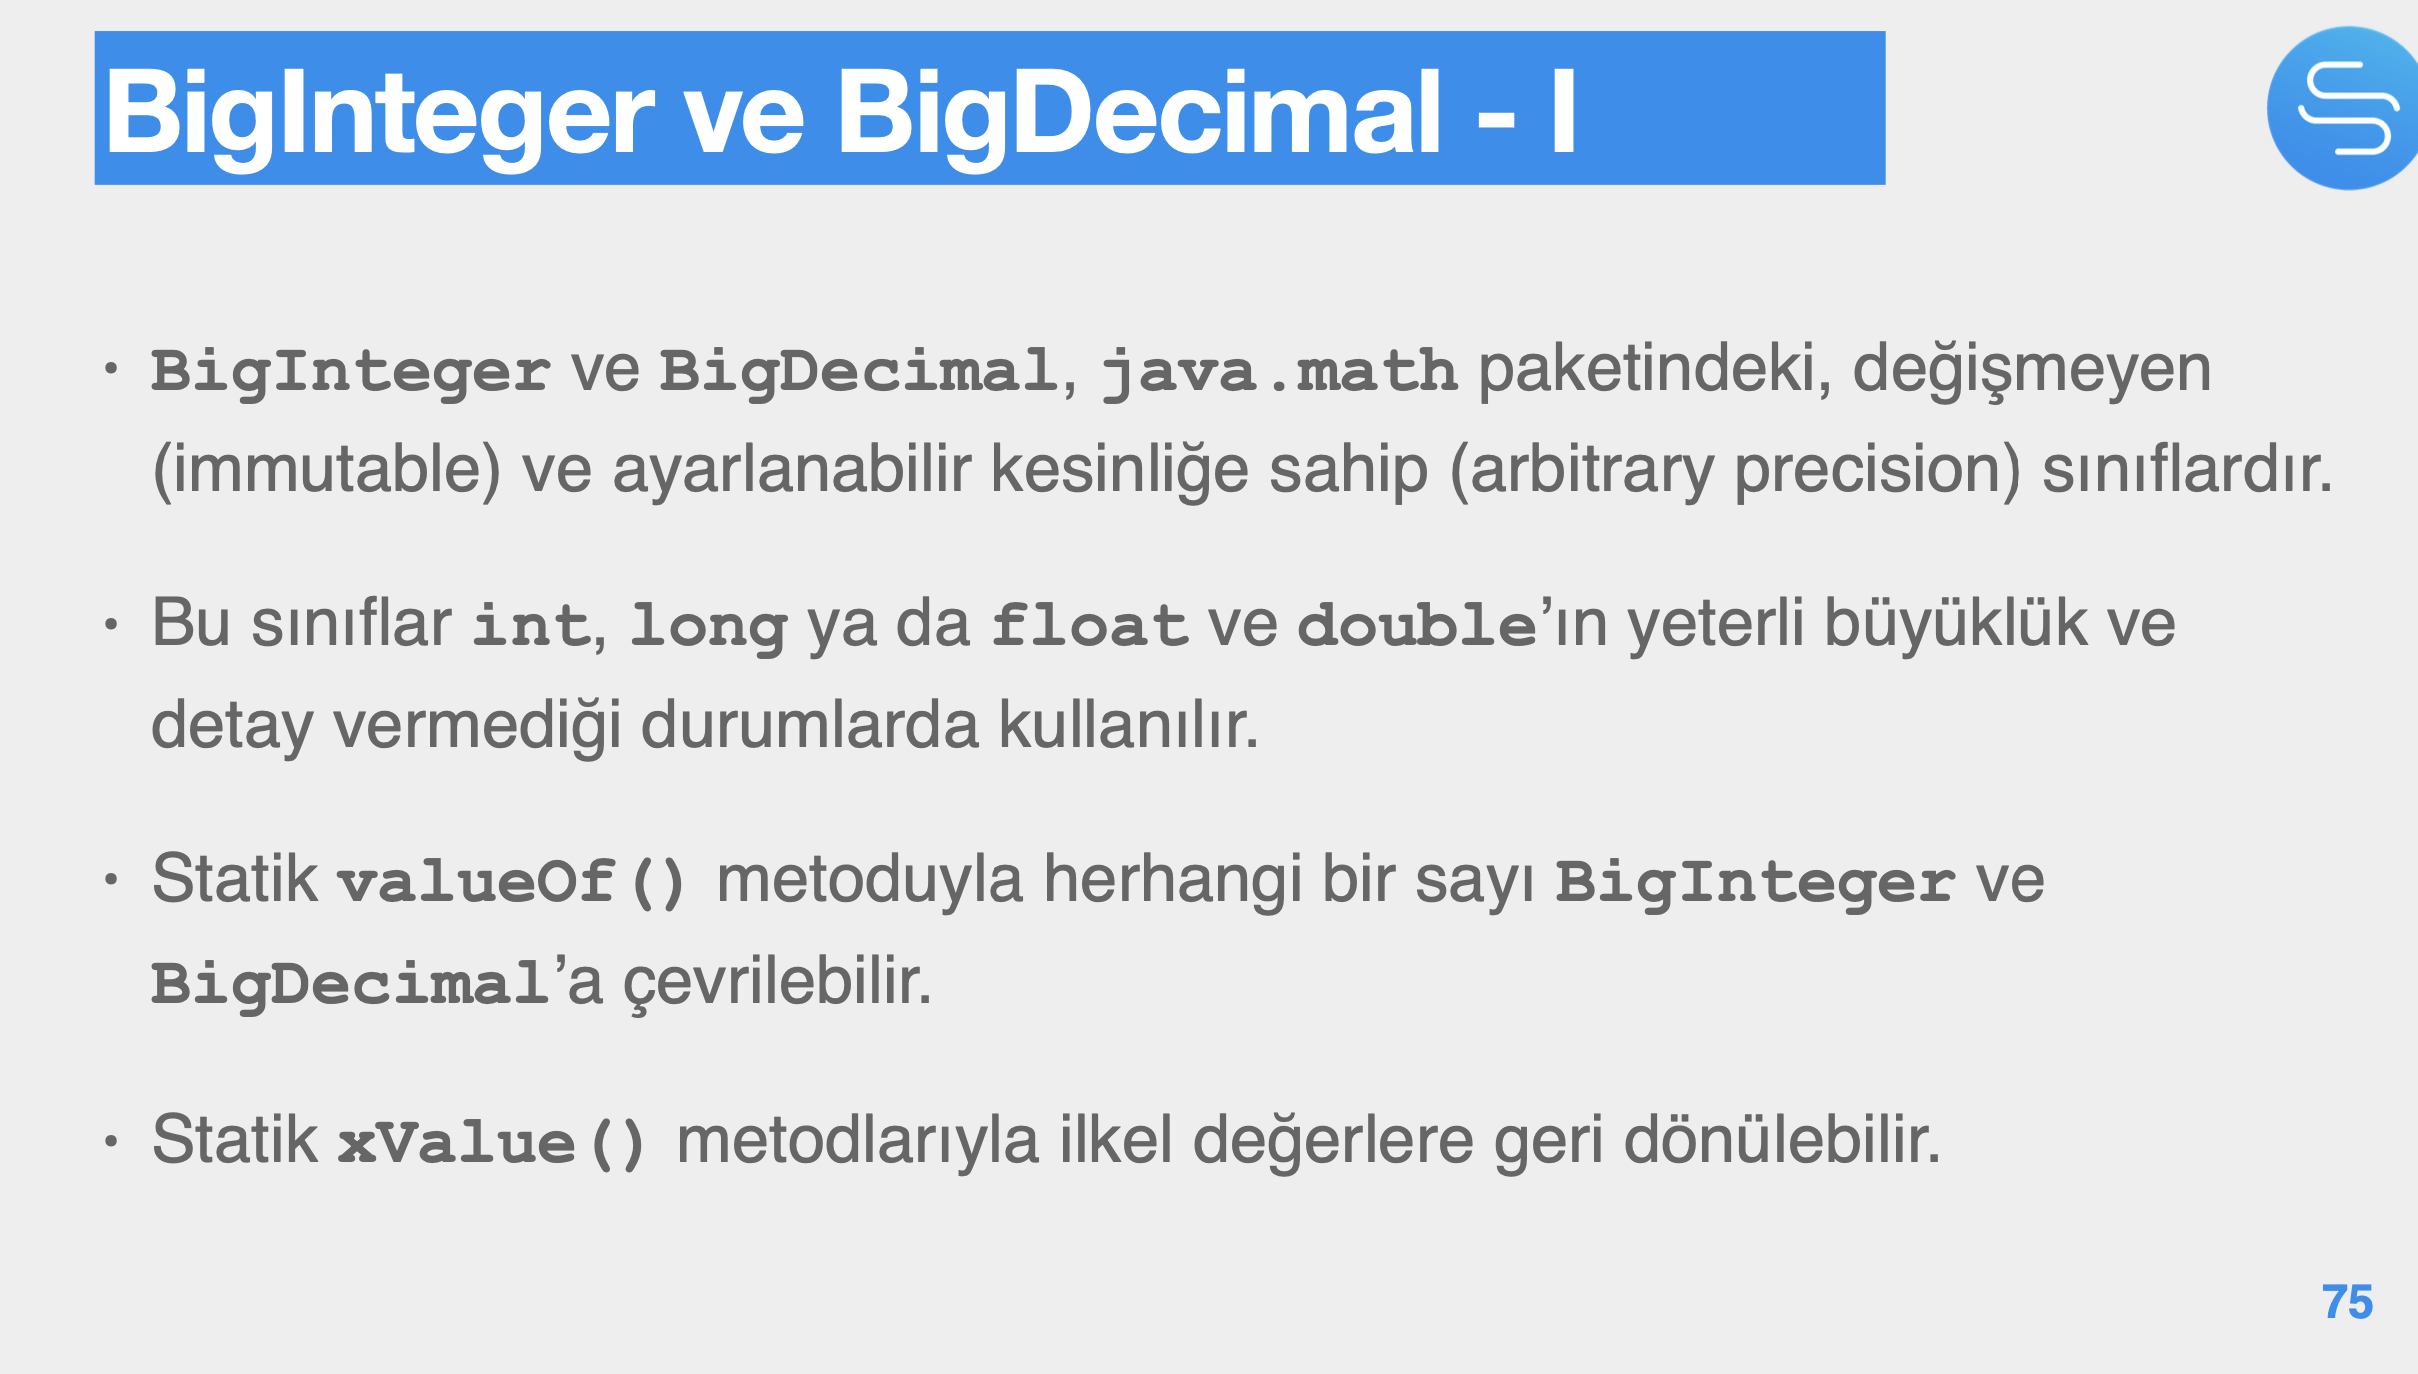 BigInteger ve BigDecimal - I
• BigInteger ve BigDecimal, java.math paketindeki, değişmeyen
(immutable) ve ayarlanabilir kesinliğe sahip (arbitrary precision) sınıflardır.
• Bu sınıflar int, long ya da float ve double’ın yeterli büyüklük ve
detay vermediği durumlarda kullanılır.
• Statik valueOf() metoduyla herhangi bir sayı BigInteger ve
BigDecimal’a çevrilebilir.
• Statik xValue() metodlarıyla ilkel değerlere geri dönülebilir.
75